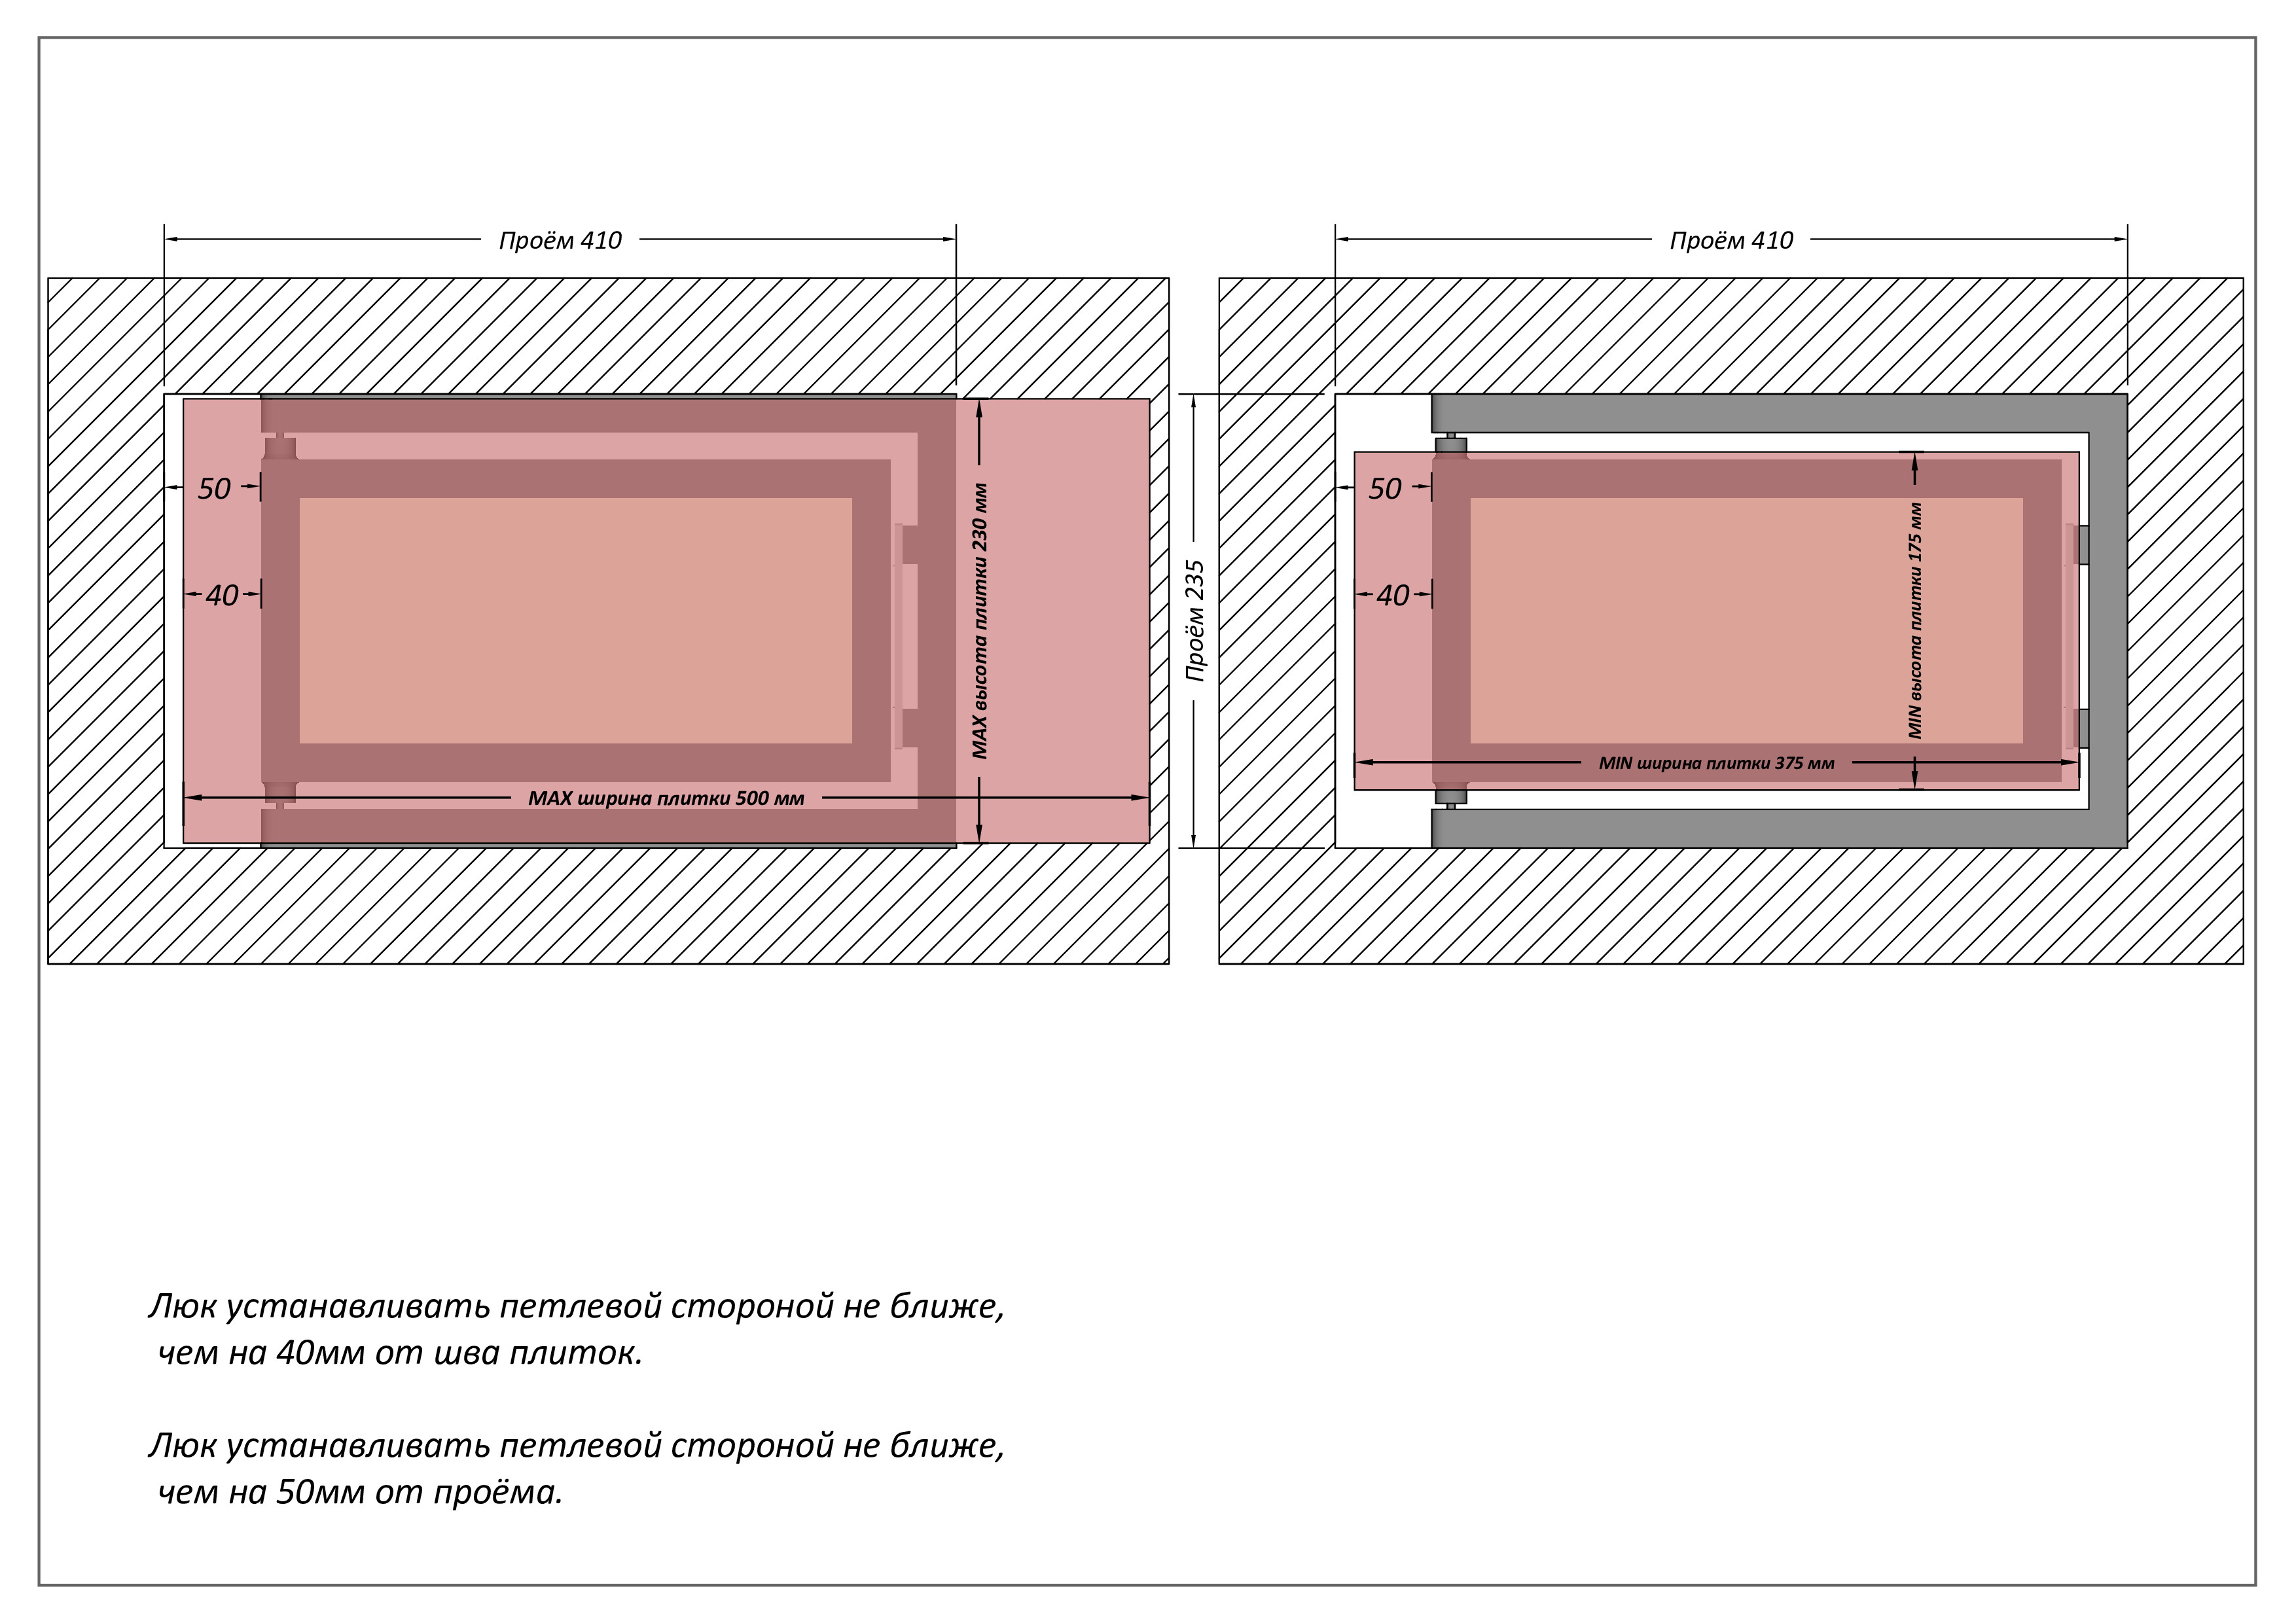 Проём 410
Проём 410
50
40
MAX высота плитки 230 мм
MAX ширина плитки 500 мм
Проём 235
50
40
MIN высота плитки 175 мм
MIN ширина плитки 375 мм
Люк устанавливать петлевой стороной не ближе,
чем на 40мм от шва плиток.
Люк устанавливать петлевой стороной не ближе,
чем на 50мм от проёма.